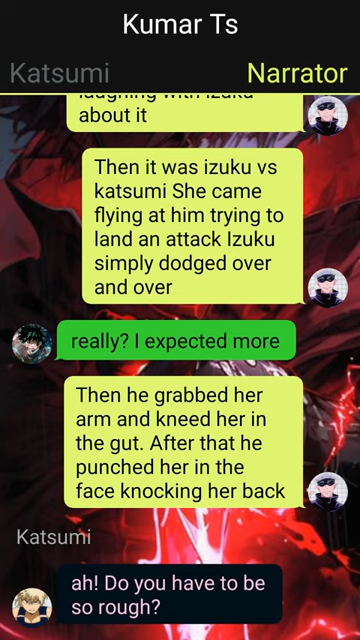 Kumar Ts
Katsumi
Narrator
laughing with izuku
about it
Then it was izuku vs
katsumi She came
flying at him trying to
land an attack Izuku
simply dodged over
and over
really? I expected more
Then he grabbed her
arm and kneed her in
the gut. After that he
punched her in the
face knocking her back
Katsumi
ah! Do you have to be
so rough?